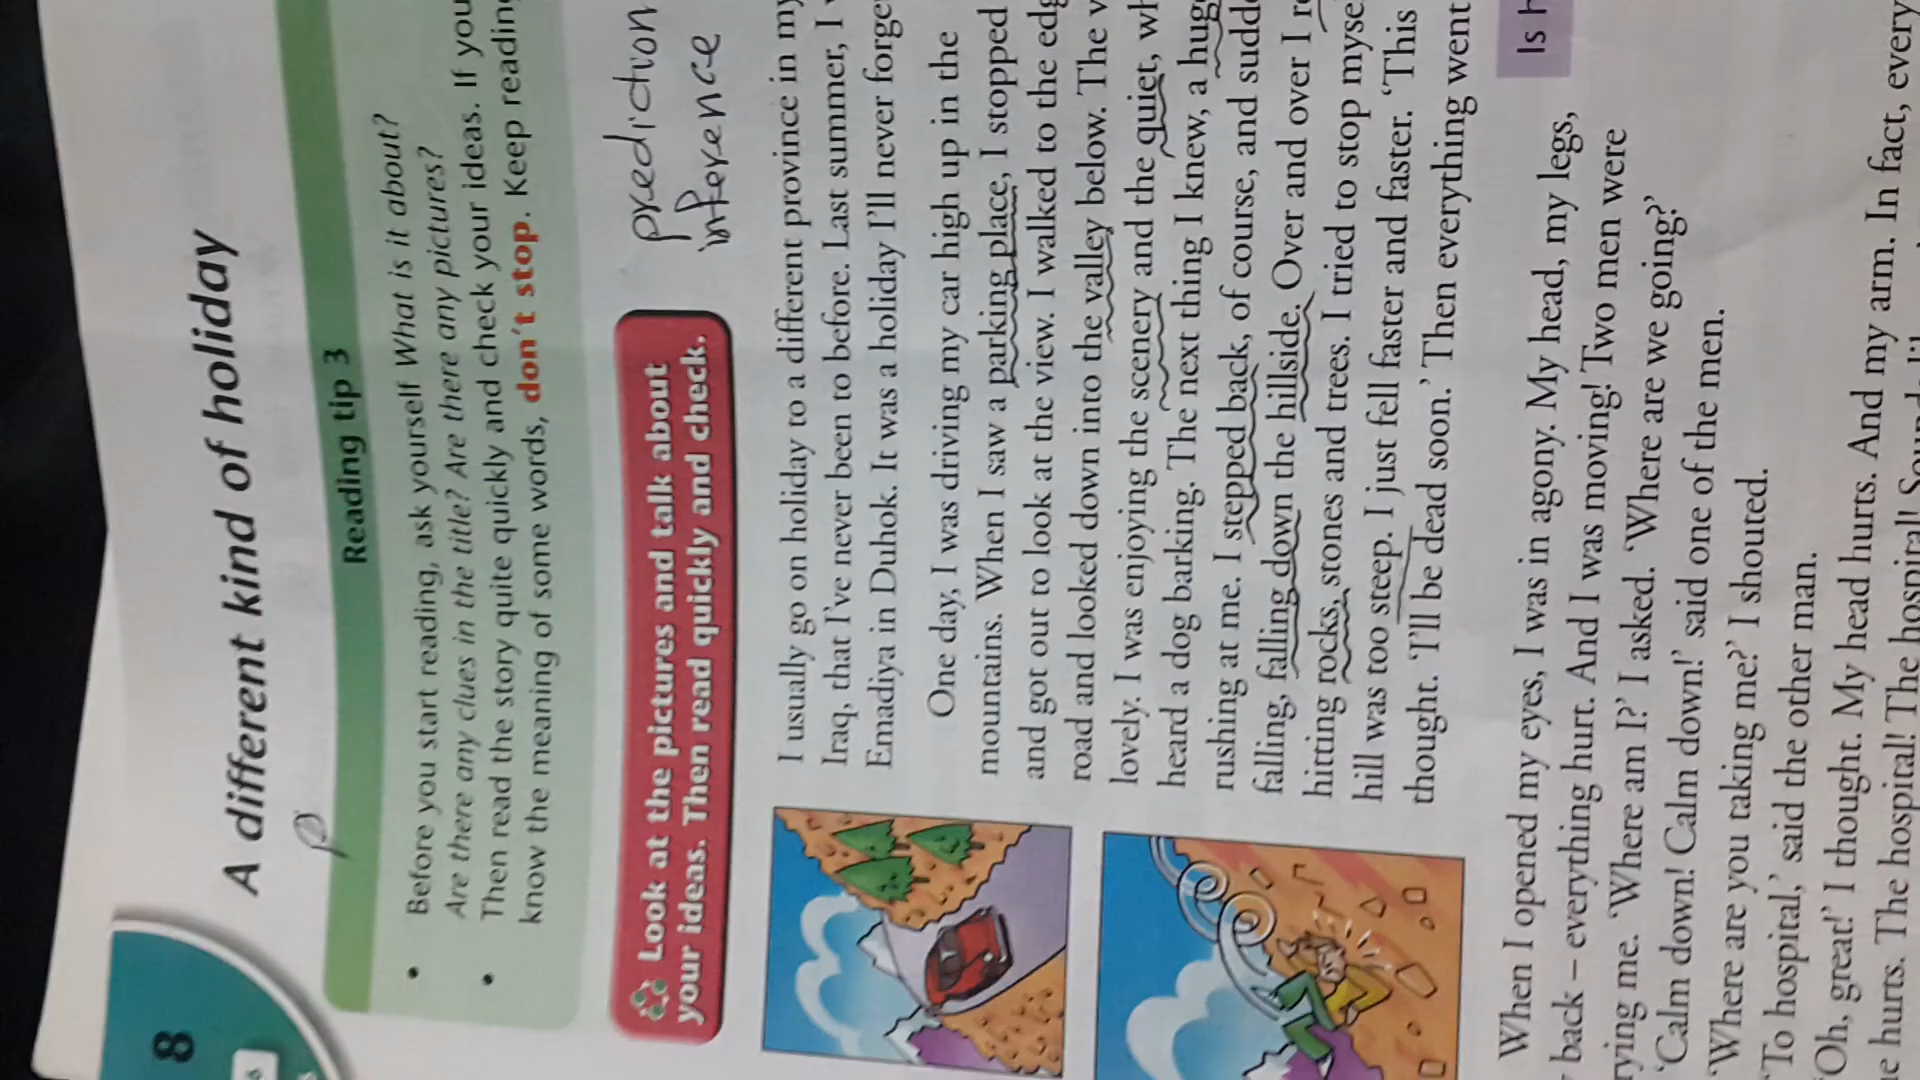 8
A different kind of holiday
Reading tip 3
• Before you start reading, ask yourself What is it about?
Are there any clues in the title? Are there any pictures?
• Then read the story quite quickly and check your ideas. If you
know the meaning of some words, don't stop. Keep reading
prediction
inference
Look at the pictures and talk about
your ideas. Then read quickly and check.
I usually go on holiday to a different province in my
Iraq, that I've never been to before. Last summer, I
Emadiya in Duhok. It was a holiday I'll never forge
One day, I was driving my car high up in the
mountains. When I saw a parking place, I stopped
and got out to look at the view. I walked to the edg
road and looked down into the valley below. The v
lovely. I was enjoying the scenery and the quiet, wh
heard a dog barking. The next thing I knew, a hug
rushing at me. I stepped back, of course, and sudd
falling, falling down the hillside. Over and over I r
hitting rocks, stones and trees. I tried to stop myse
hill was too steep. I just fell faster and faster. 'This
thought. 'I'll be dead soon.' Then everything went
Is h
When I opened my eyes, I was in agony. My head, my legs,
back – everything hurt. And I was moving! Two men were
rying me. 'Where am I?' I asked. 'Where are we going?'
'Calm down! Calm down!' said one of the men.
'Where are you taking me?' I shouted.
'To hospital,' said the other man.
'Oh, great!' I thought. My head hurts. And my arm. In fact, every
e hurts. The hospital! The hospital!